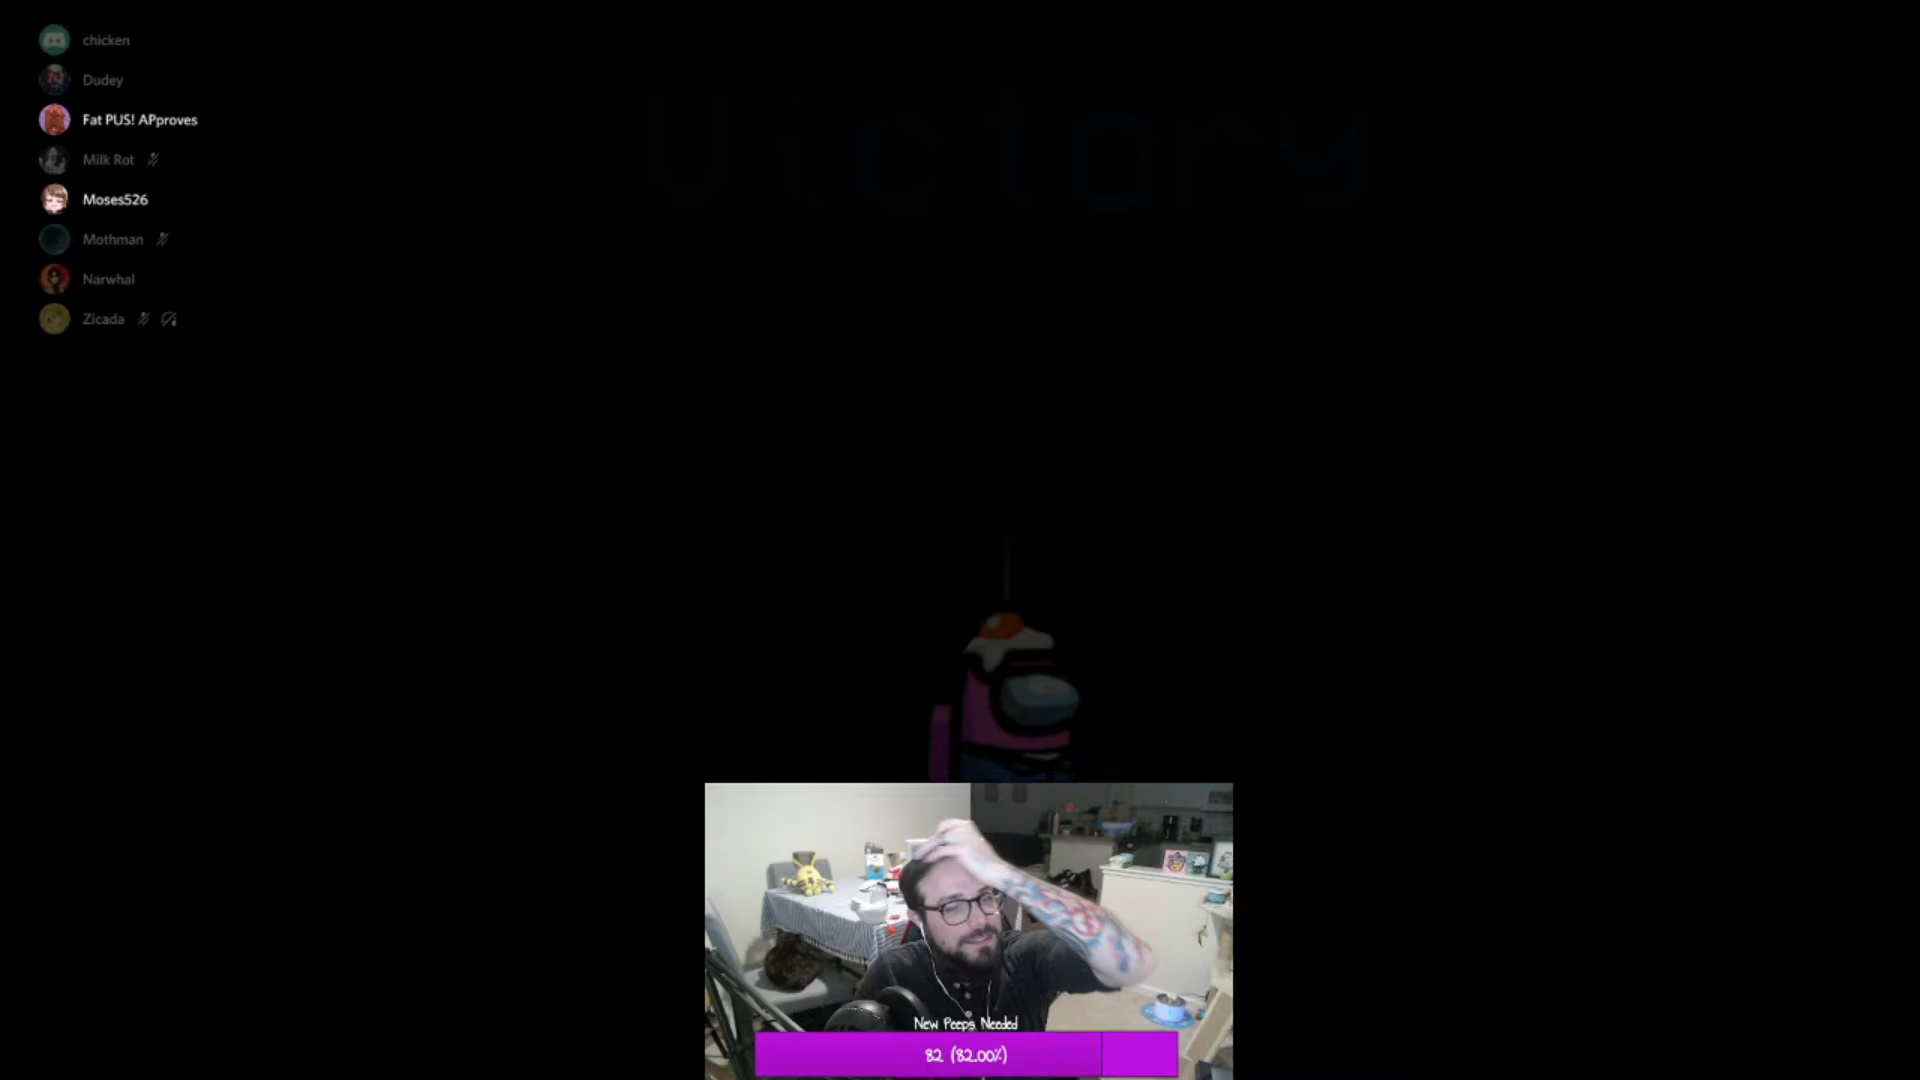 chicken
Dudey
Fat PUS! APproves
Milk Rot
Moses526
Mothman
Narwhal
Zicada
Victory
New Peeps Needed
82 (82.00%)